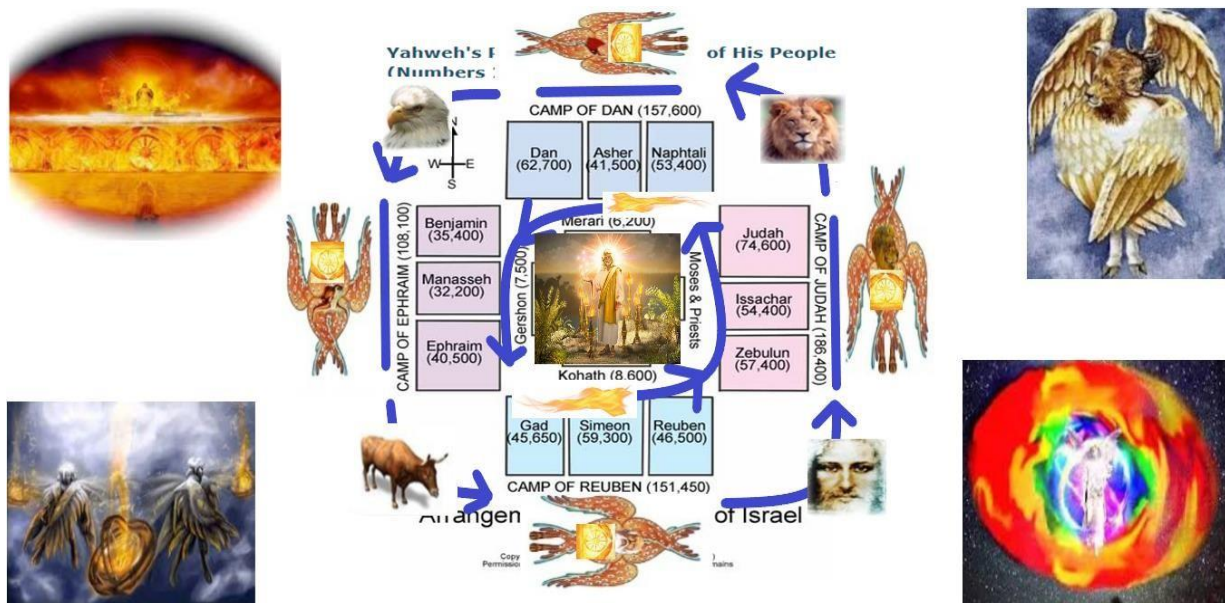 Yahweh's
of His People
(Numbers
CAMP OF DAN (157,600)
N
W E
S
Dan
(62,700)
Asher
(41,500)
Naphtali
(53,400)
Merari (6,200)
Benjamin
(35,400)
Manasseh
(32,200)
Ephraim
(40,500)
CAMP OF EPHRAIM (108,100)
Gershon (7,500)
Moses & Priests
Judah
(74,600)
Issachar
(54,400)
Zebulun
(57,400)
CAMP OF JUDAH (186,400)
Kohath (8,600)
Gad
(45,650)
Simeon
(59,300)
Reuben
(46,500)
CAMP OF REUBEN (151,450)
of Israel